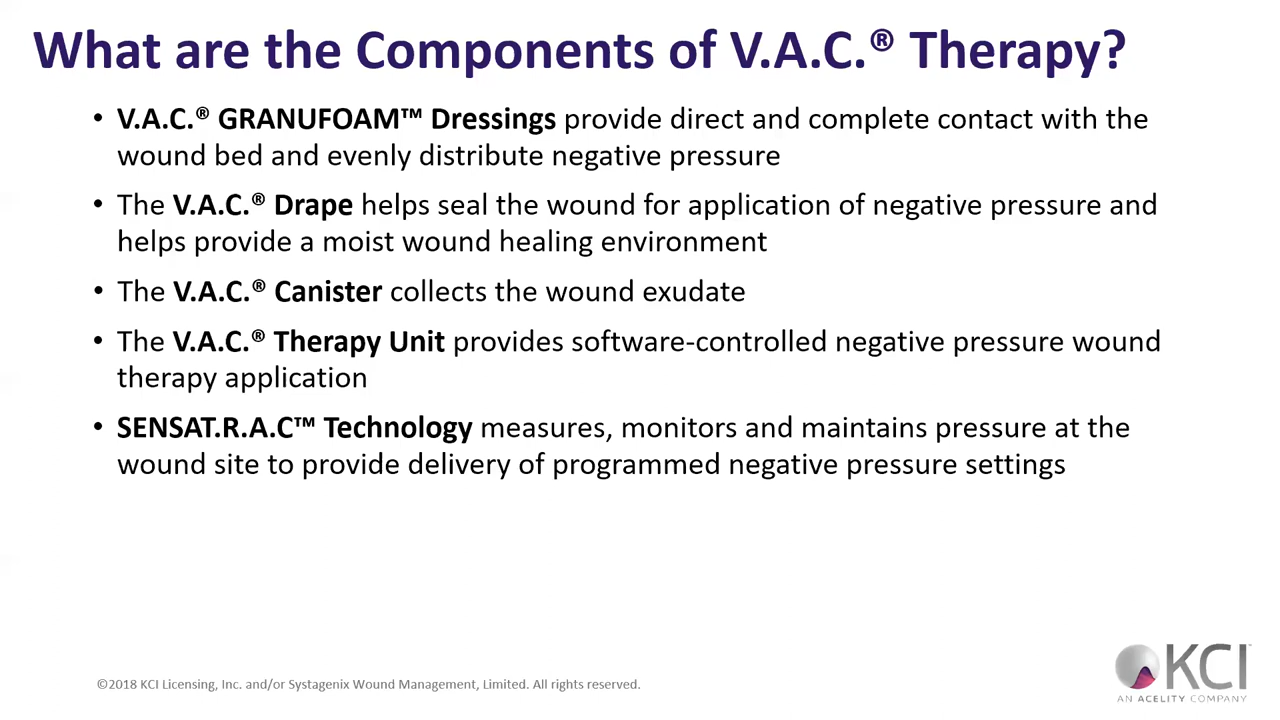 What are the Components of V.A.C.® Therapy?
• V.A.C.® GRANUFOAM™ Dressings provide direct and complete contact with the
wound bed and evenly distribute negative pressure
• The V.A.C.® Drape helps seal the wound for application of negative pressure and
helps provide a moist wound healing environment
• The V.A.C.® Canister collects the wound exudate
• The V.A.C.® Therapy Unit provides software-controlled negative pressure wound
therapy application
• SENSAT.R.A.C™ Technology measures, monitors and maintains pressure at the
wound site to provide delivery of programmed negative pressure settings
©2018 KCI Licensing, Inc. and/or Systagenix Wound Management, Limited. All rights reserved.
KCI™
AN ACELITY COMPANY